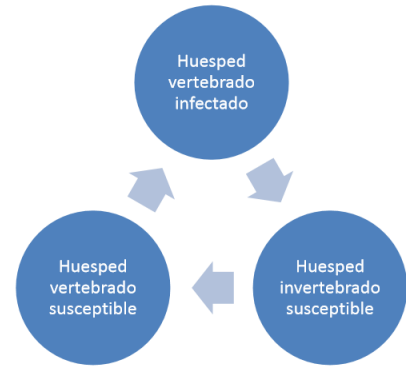 Huesped
vertebrado
infectado
Huesped
vertebrado
susceptible
Huesped
invertebrado
susceptible